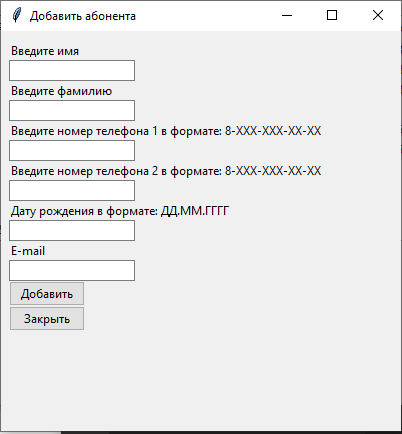 Добавить абонента
Введите имя
Введите фамилию
Введите номер телефона 1 в формате: 8-XXX-XXX-XX-XX
Введите номер телефона 2 в формате: 8-XXX-XXX-XX-XX
Дату рождения в формате: ДД.ММ.ГГГГ
E-mail
Добавить
Закрыть